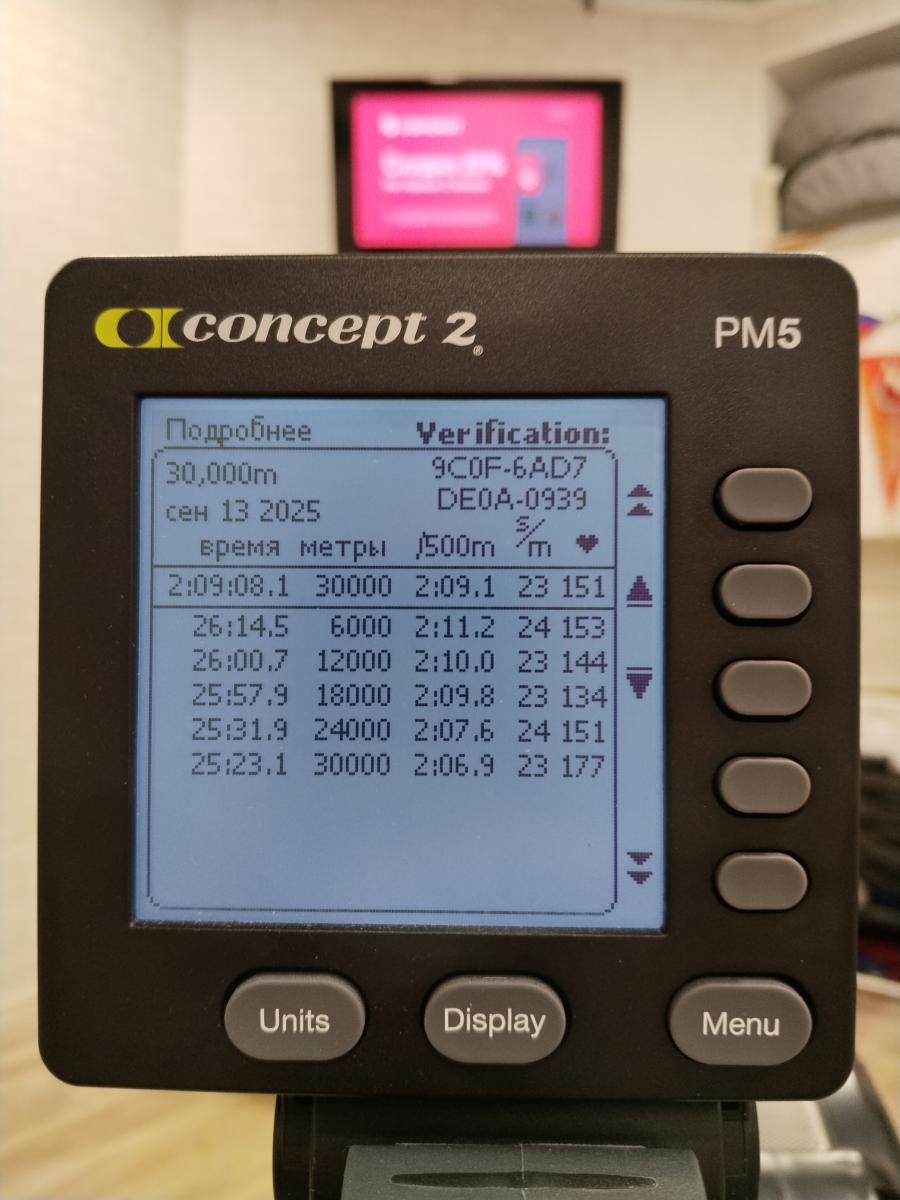 concept 2®
PM5
Подробнее Verification:
30,000m 9C0F-6AD7
сен 13 2025 DE0A-0939
время метры /500m s/m ♥
2:09:08.1 30000 2:09.1 23 151
26:14.5 6000 2:11.2 24 153
26:00.7 12000 2:10.0 23 144
25:57.9 18000 2:09.8 23 134
25:31.9 24000 2:07.6 24 151
25:23.1 30000 2:06.9 23 177
Units Display Menu